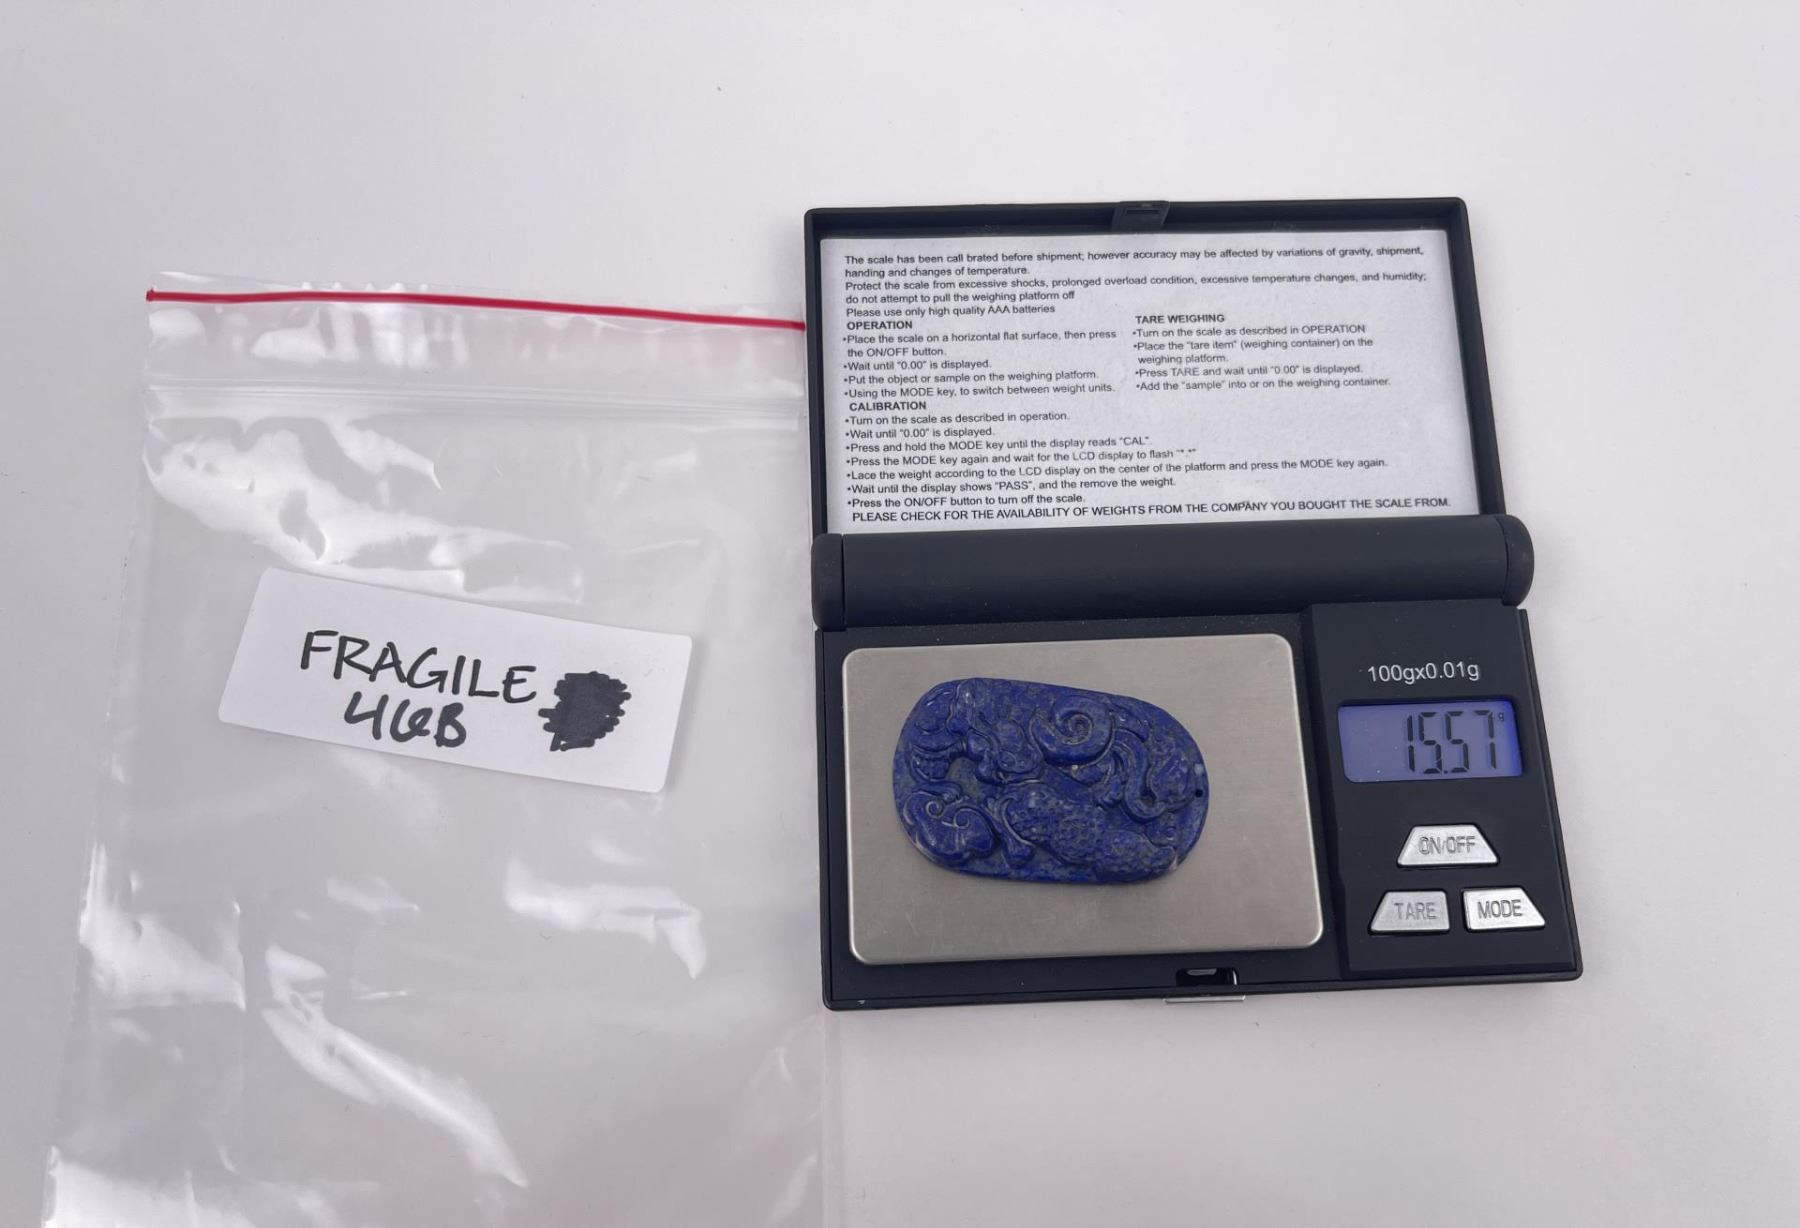 The scale has been call brated before shipment; however accuracy may be affected by variations of gravity, shipment,
handing and changes of temperature.
Protect the scale from excessive shocks, prolonged overload condition, excessive temperature changes, and humidity;
do not attempt to pull the weighing platform off
Please use only high quality AAA batteries
OPERATION
•Place the scale on a horizontal flat surface, then press
the ON/OFF button.
•Wait until "0.00" is displayed.
•Put the object or sample on the weighing platform.
•Using the MODE key, to switch between weight units.
TARE WEIGHING
•Turn on the scale as described in OPERATION
•Place the "tare item" (weighing container) on the
weighing platform.
•Press TARE and wait until "0.00" is displayed.
•Add the "sample" into or on the weighing container.
CALIBRATION
•Turn on the scale as described in operation.
•Wait until "0.00" is displayed.
•Press and hold the MODE key until the display reads "CAL".
•Press the MODE key again and wait for the LCD display to flash "*.*"
•Lace the weight according to the LCD display on the center of the platform and press the MODE key again.
•Wait until the display shows "PASS", and the remove the weight.
•Press the ON/OFF button to turn off the scale.
PLEASE CHECK FOR THE AVAILABILITY OF WEIGHTS FROM THE COMPANY YOU BOUGHT THE SCALE FROM.
FRAGILE
46B
100gx0.01g
15.57 g
ON/OFF
TARE
MODE